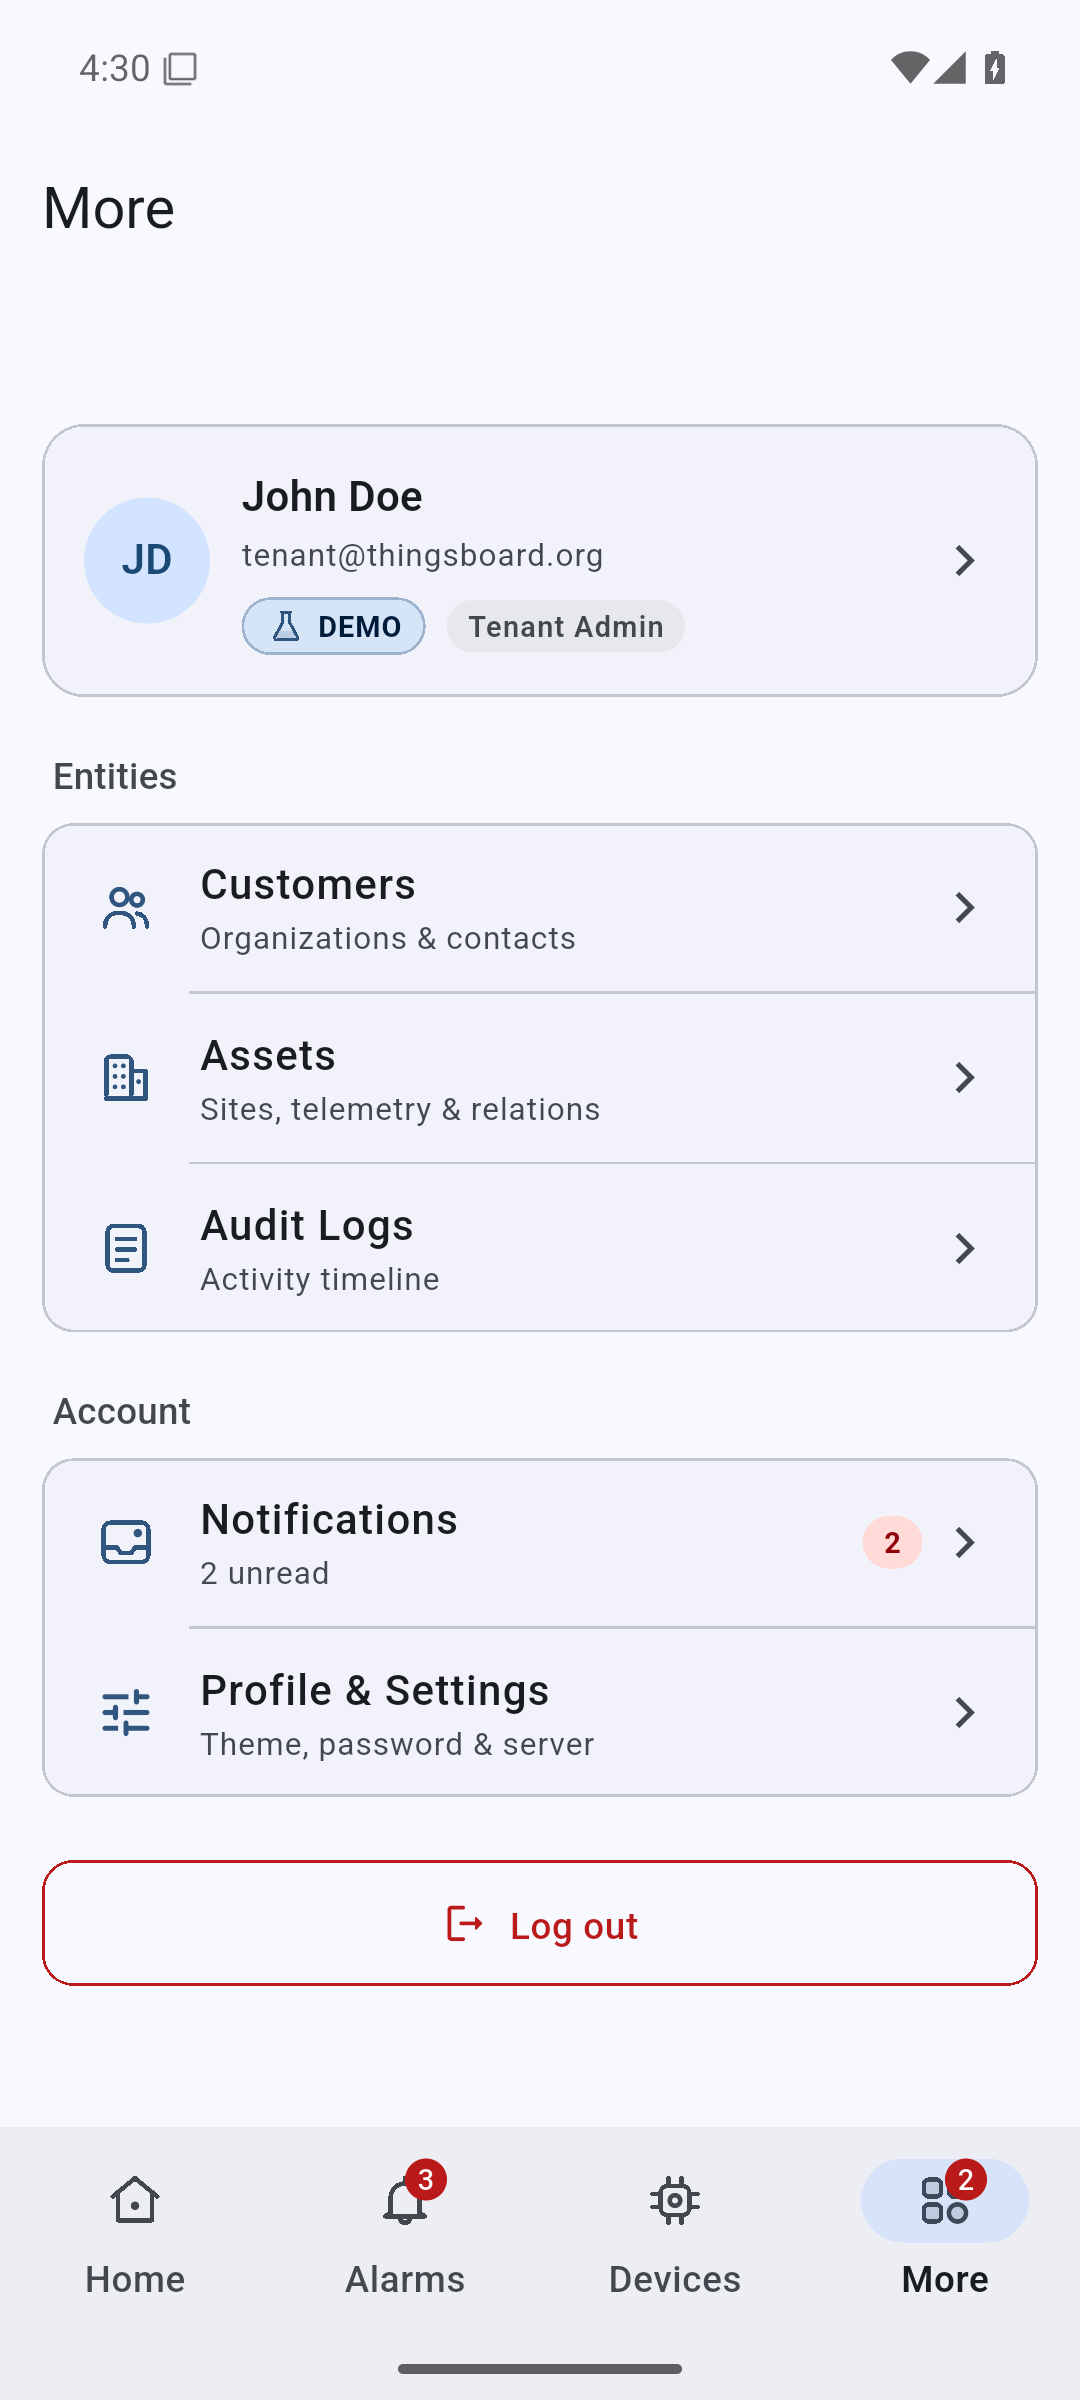 4:30
More
JD
John Doe
tenant@thingsboard.org
DEMO
Tenant Admin
Entities
Customers
Organizations & contacts
Assets
Sites, telemetry & relations
Audit Logs
Activity timeline
Account
Notifications
2 unread
2
Profile & Settings
Theme, password & server
Log out
3
2
Home
Alarms
Devices
More